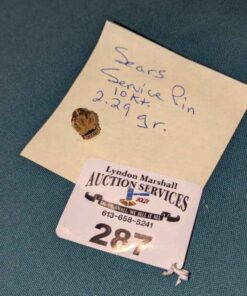 Sears
Service Pin
10Kt
2.29 gr.
Lyndon Marshall
AUCTION SERVICES
613-658-5241
287